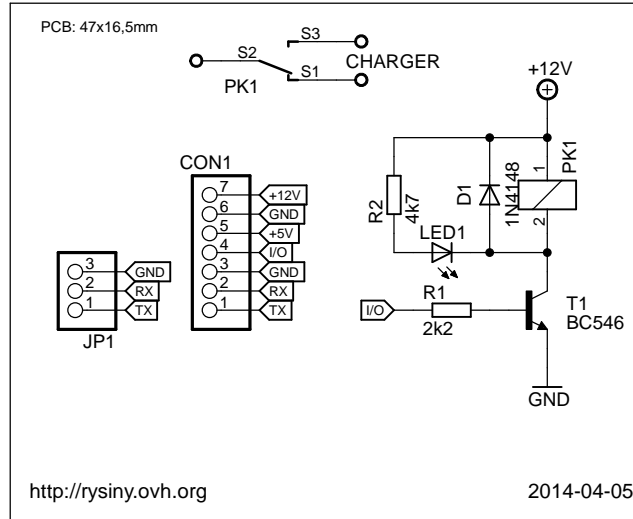 PCB: 47x16,5mm
S3
S2
S1
CHARGER
PK1
+12V
CON1
7 +12V
6 GND
5 +5V
4 I/O
3 GND
2 RX
1 TX
3 GND
2 RX
1 TX
JP1
R2
4k7
D1
1N4148
1
PK1
2
LED1
I/O
R1
2k2
T1
BC546
GND
http://rysiny.ovh.org
2014-04-05